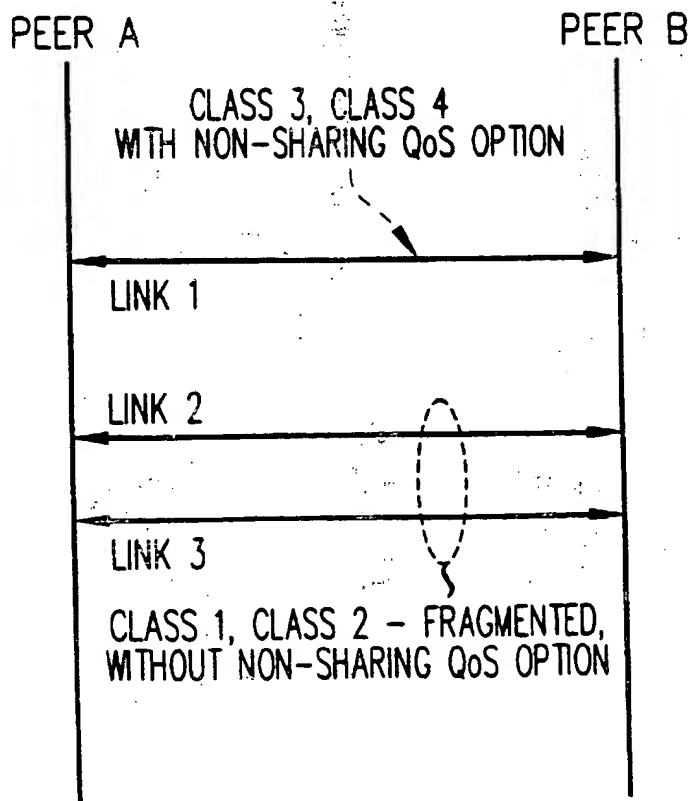 PEER A
PEER B
CLASS 3, CLASS 4
WITH NON-SHARING QoS OPTION
LINK 1
LINK 2
LINK 3
CLASS 1, CLASS 2 – FRAGMENTED,
WITHOUT NON-SHARING QoS OPTION